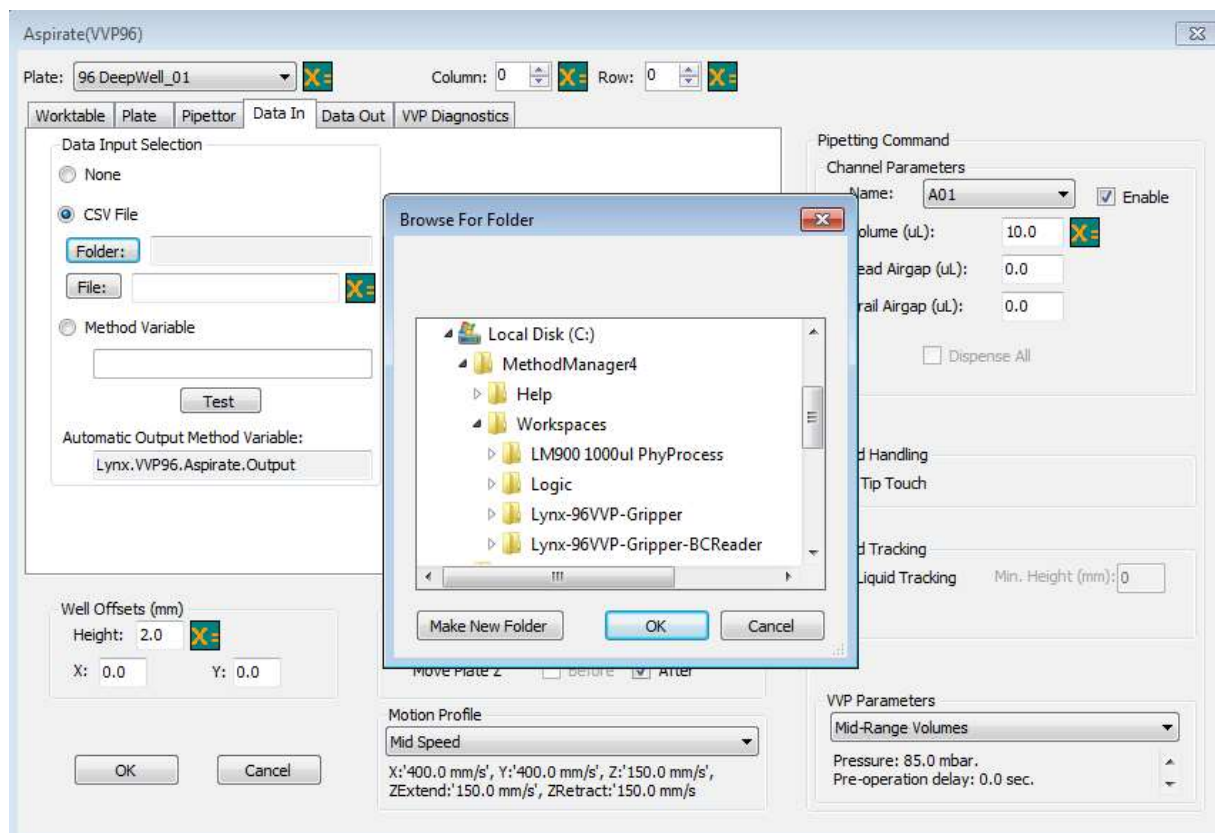 Aspirate(VVP96)
Plate: 96 DeepWell_01 X= Column: 0 X= Row: 0 X=
Worktable Plate Pipettor Data In Data Out VVP Diagnostics
Data Input Selection
None
CSV File
Folder:
File: X=
Method Variable
Test
Automatic Output Method Variable:
Lynx.VVP96.Aspirate.Output
Browse For Folder
Local Disk (C:)
MethodManager4
Help
Workspaces
LM900 1000ul PhyProcess
Logic
Lynx-96VVP-Gripper
Lynx-96VVP-Gripper-BCReader
Make New Folder OK Cancel
Pipetting Command
Channel Parameters
Name: A01 Enable
olume (uL): 10.0 X=
ead Airgap (uL): 0.0
rail Airgap (uL): 0.0
Dispense All
d Handling
Tip Touch
d Tracking
Liquid Tracking Min. Height (mm): 0
Well Offsets (mm)
Height: 2.0 X=
X: 0.0 Y: 0.0
Move Plate Z Before After
Motion Profile
Mid Speed
X:'400.0 mm/s', Y:'400.0 mm/s', Z:'150.0 mm/s',
ZExtend:'150.0 mm/s', ZRetract:'150.0 mm/s
VVP Parameters
Mid-Range Volumes
Pressure: 85.0 mbar.
Pre-operation delay: 0.0 sec.
OK Cancel